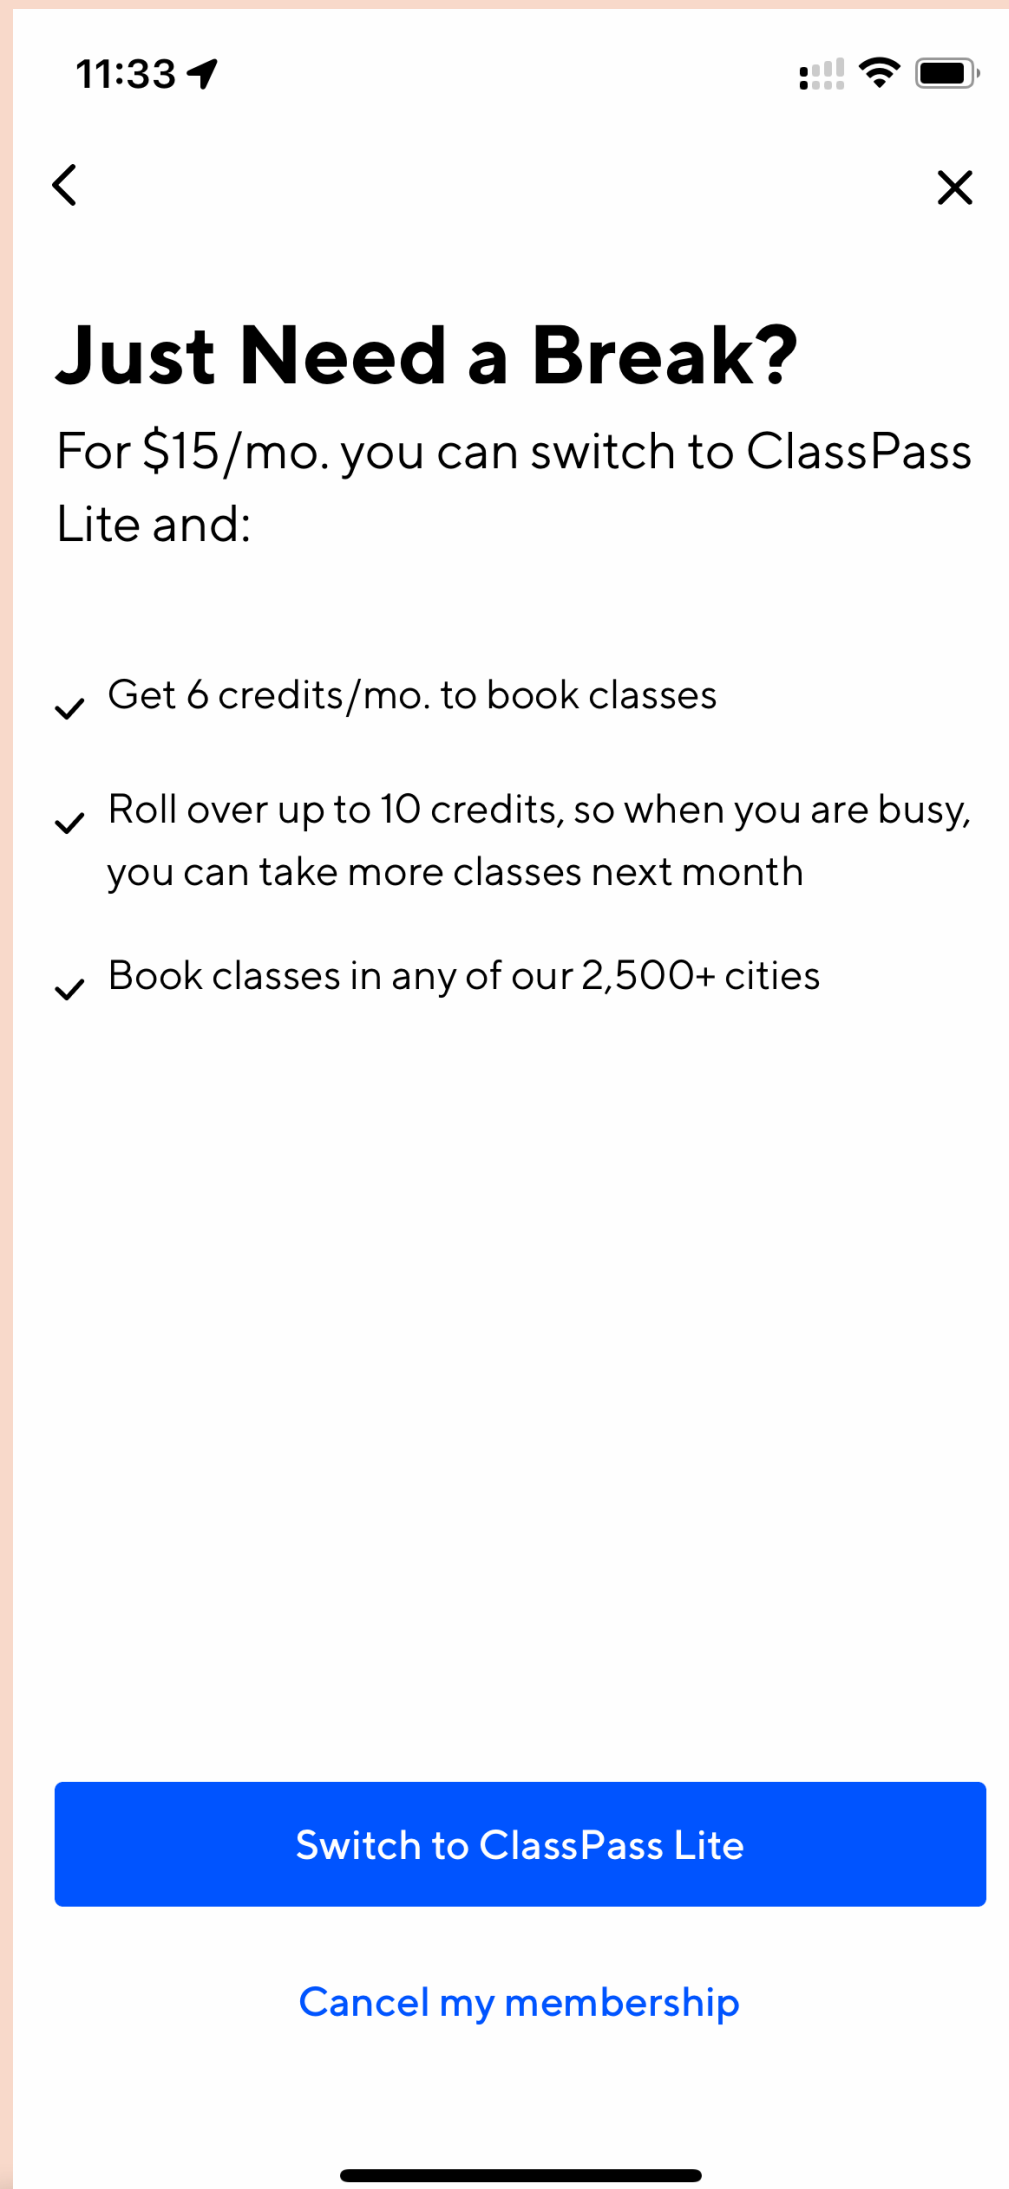 11:33
Just Need a Break?
For $15/mo. you can switch to ClassPass
Lite and:
Get 6 credits/mo. to book classes
Roll over up to 10 credits, so when you are busy,
you can take more classes next month
Book classes in any of our 2,500+ cities
Switch to ClassPass Lite
Cancel my membership